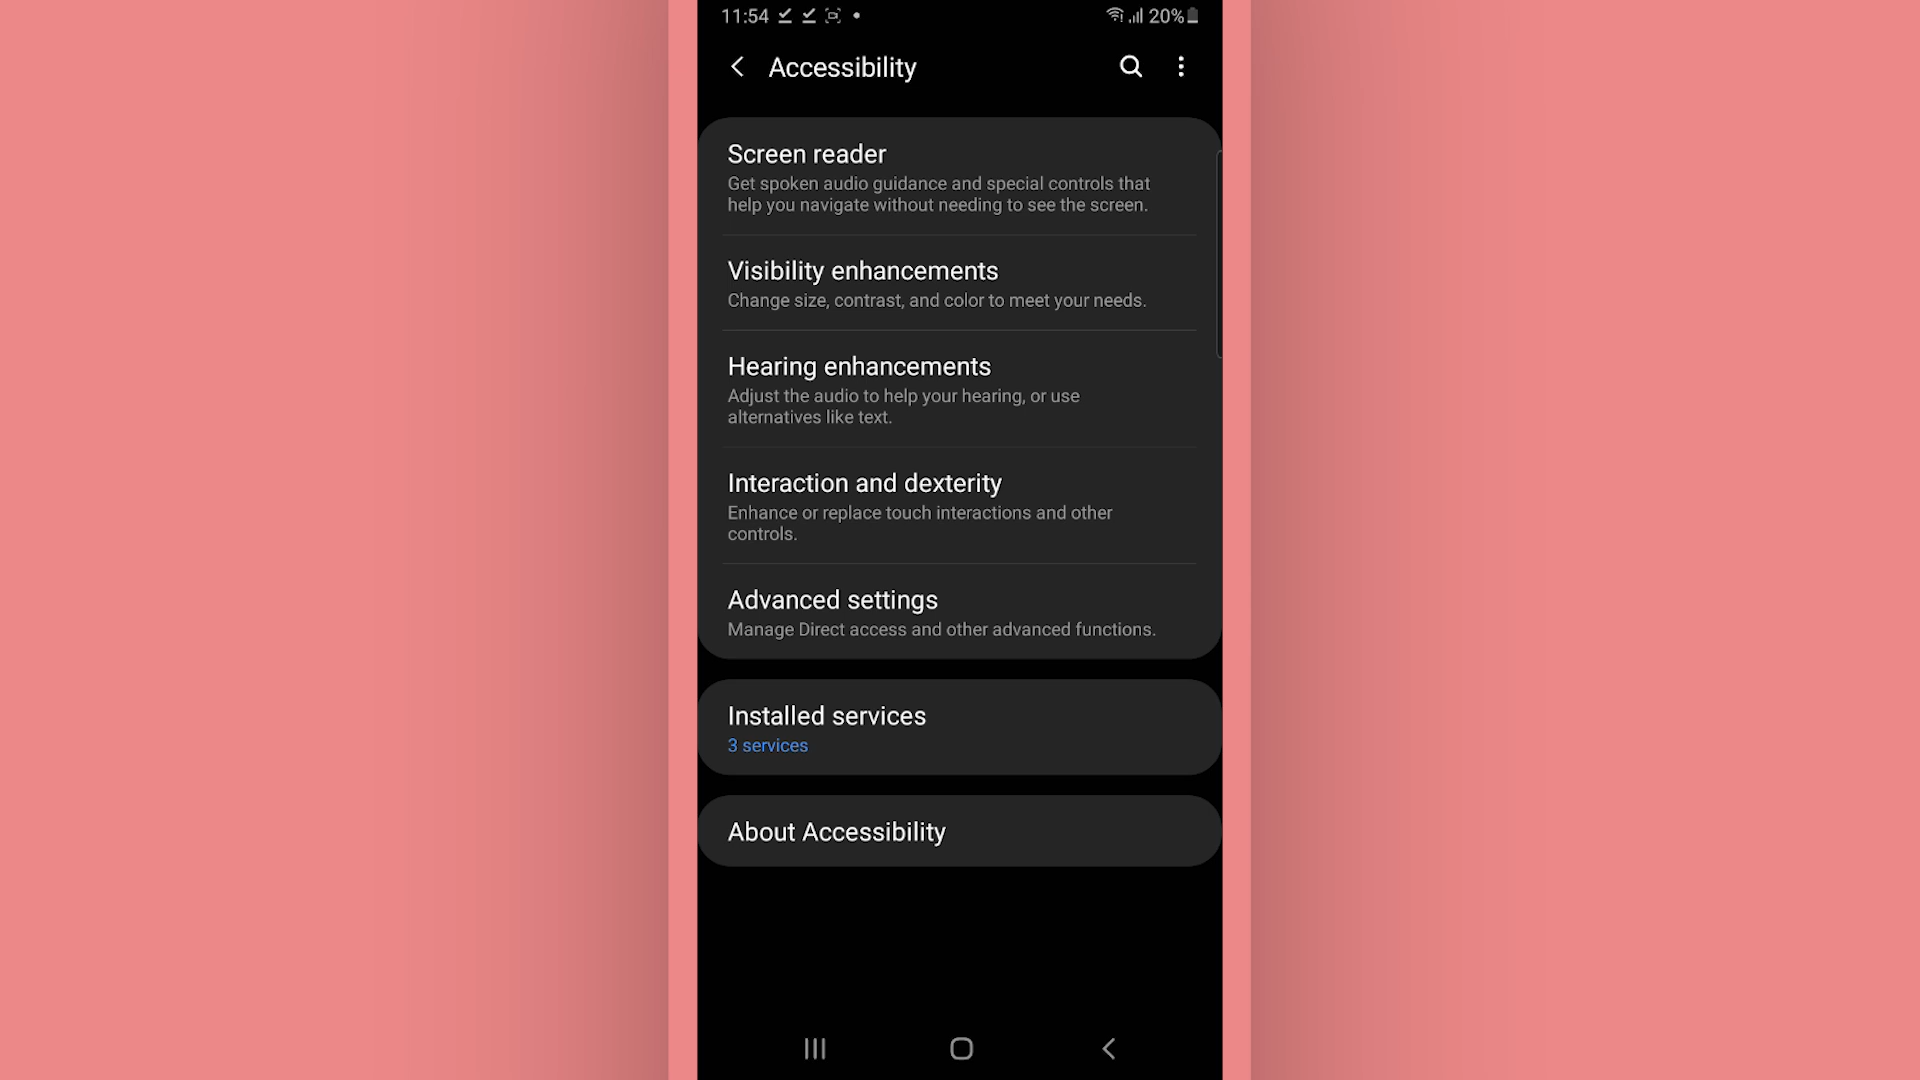 11:54
20%
Accessibility
Screen reader
Get spoken audio guidance and special controls that
help you navigate without needing to see the screen.
Visibility enhancements
Change size, contrast, and color to meet your needs.
Hearing enhancements
Adjust the audio to help your hearing, or use
alternatives like text.
Interaction and dexterity
Enhance or replace touch interactions and other
controls.
Advanced settings
Manage Direct access and other advanced functions.
Installed services
3 services
About Accessibility